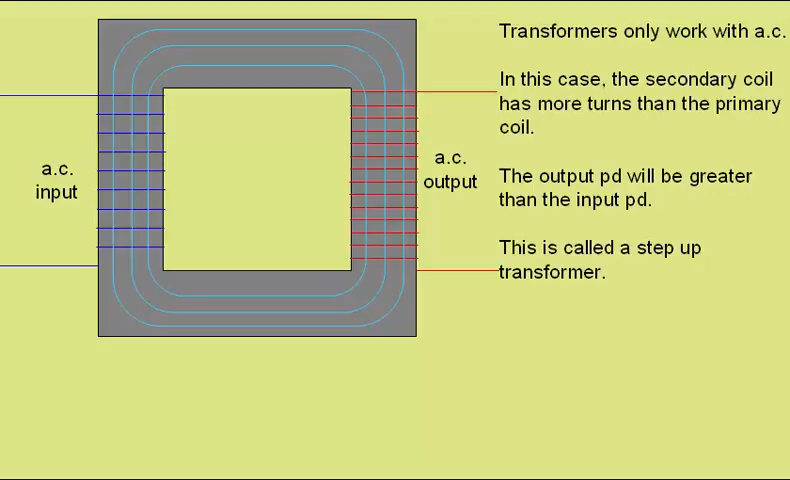 Transformers only work with a.c.
In this case, the secondary coil
has more turns than the primary
coil.
a.c.
input
a.c.
output
The output pd will be greater
than the input pd.
This is called a step up
transformer.